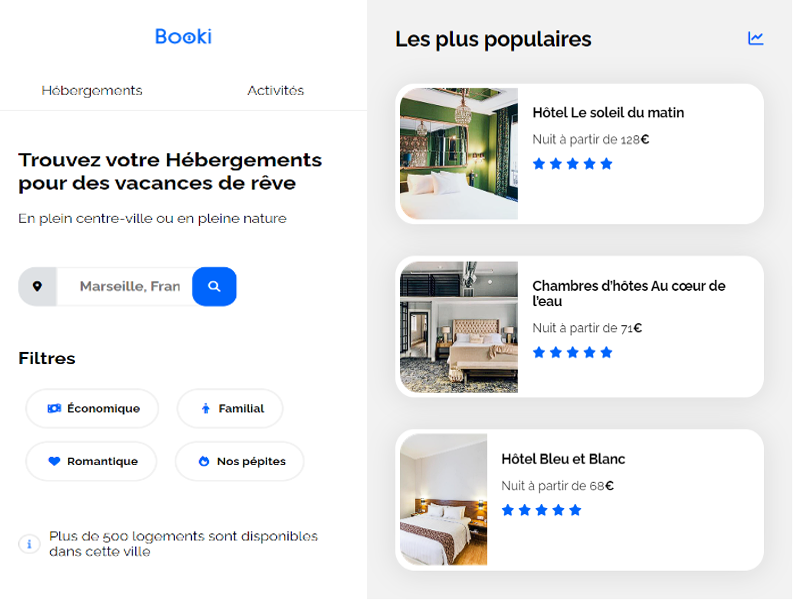 Booki
Hébergements
Activités
Trouvez votre Hébergements
pour des vacances de rêve
En plein centre-ville ou en pleine nature
Marseille, Fran
Filtres
Économique
Familial
Romantique
Nos pépites
Plus de 500 logements sont disponibles
dans cette ville
Les plus populaires
Hôtel Le soleil du matin
Nuit à partir de 128€
Chambres d'hôtes Au cœur de
l'eau
Nuit à partir de 71€
Hôtel Bleu et Blanc
Nuit à partir de 68€